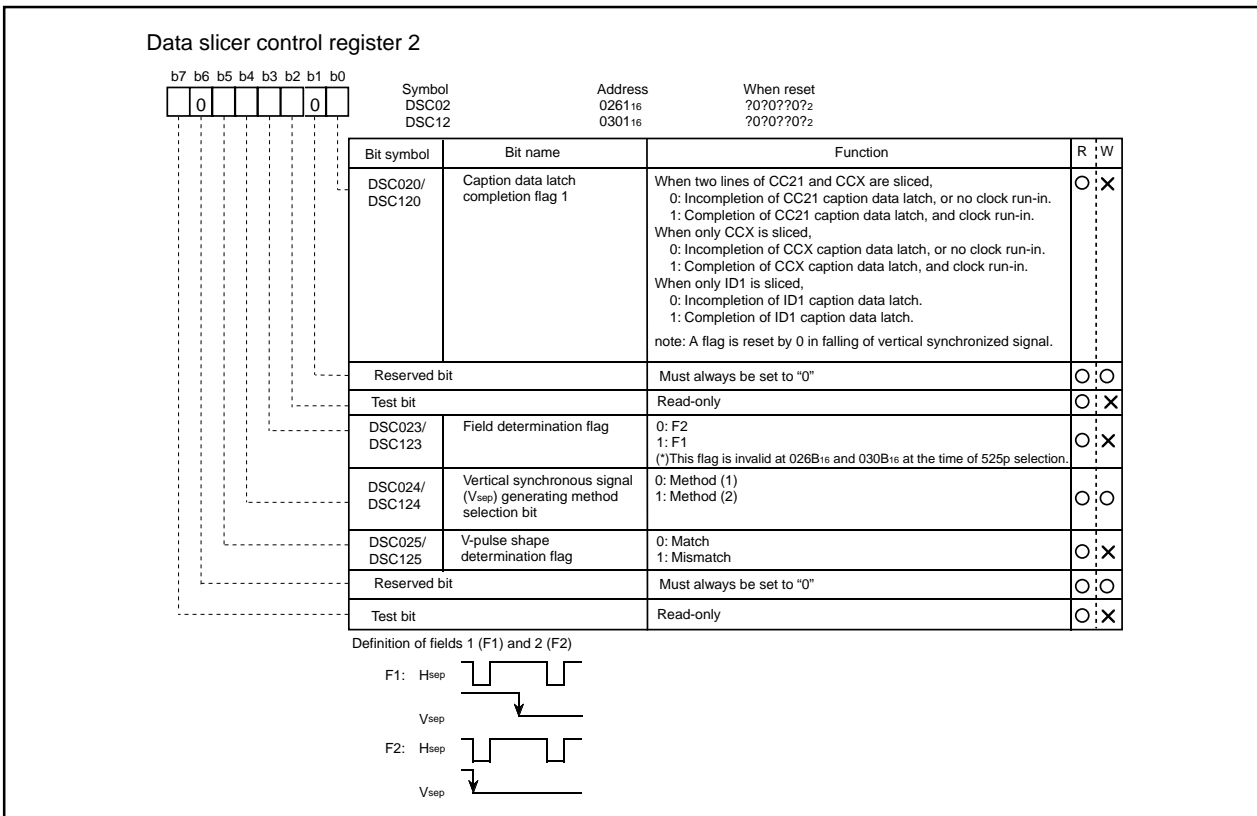 Data slicer control register 2
b7 b6 b5 b4 b3 b2 b1 b0
0 0
Symbol Address When reset
DSC02 026116 ?0?0??0?2
DSC12 030116 ?0?0??0?2
Bit symbol Bit name Function R W
DSC020/
DSC120
Caption data latch
completion flag 1
When two lines of CC21 and CCX are sliced,
0: Incompletion of CC21 caption data latch, or no clock run-in.
1: Completion of CC21 caption data latch, and clock run-in.
When only CCX is sliced,
0: Incompletion of CCX caption data latch, or no clock run-in.
1: Completion of CCX caption data latch, and clock run-in.
When only ID1 is sliced,
0: Incompletion of ID1 caption data latch.
1: Completion of ID1 caption data latch.
note: A flag is reset by 0 in falling of vertical synchronized signal.
Reserved bit Must always be set to “0”
Test bit Read-only
DSC023/
DSC123
Field determination flag
0: F2
1: F1
(*)This flag is invalid at 026B16 and 030B16 at the time of 525p selection.
DSC024/
DSC124
Vertical synchronous signal
(Vsep) generating method
selection bit
0: Method (1)
1: Method (2)
DSC025/
DSC125
V-pulse shape
determination flag
0: Match
1: Mismatch
Reserved bit Must always be set to “0”
Test bit Read-only
Definition of fields 1 (F1) and 2 (F2)
F1: Hsep
Vsep
F2: Hsep
Vsep